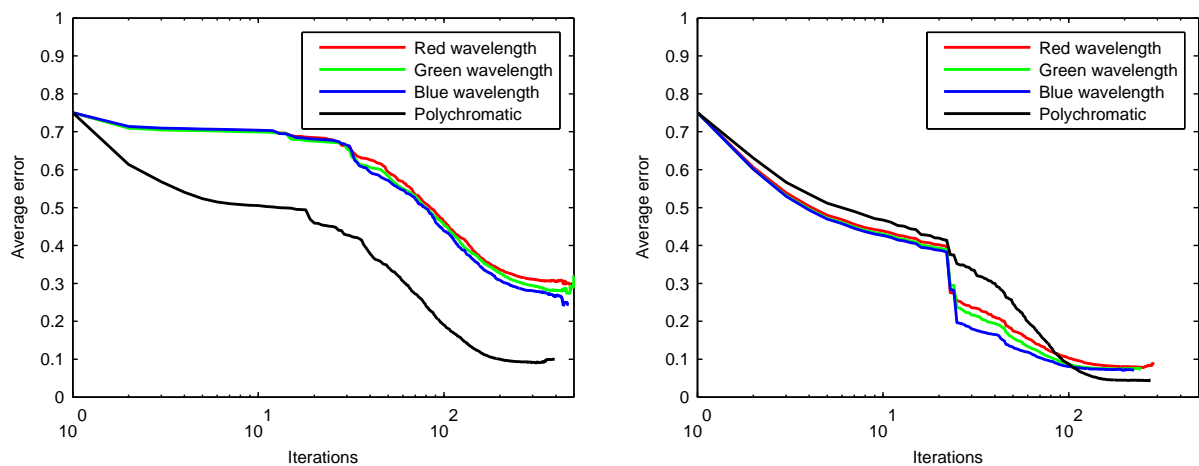 1
0.9
0.8
0.7
0.6
0.5
0.4
0.3
0.2
0.1
0
Average error
10^0
10^1
10^2
Iterations
Red wavelength
Green wavelength
Blue wavelength
Polychromatic
1
0.9
0.8
0.7
0.6
0.5
0.4
0.3
0.2
0.1
0
Average error
10^0
10^1
10^2
Iterations
Red wavelength
Green wavelength
Blue wavelength
Polychromatic